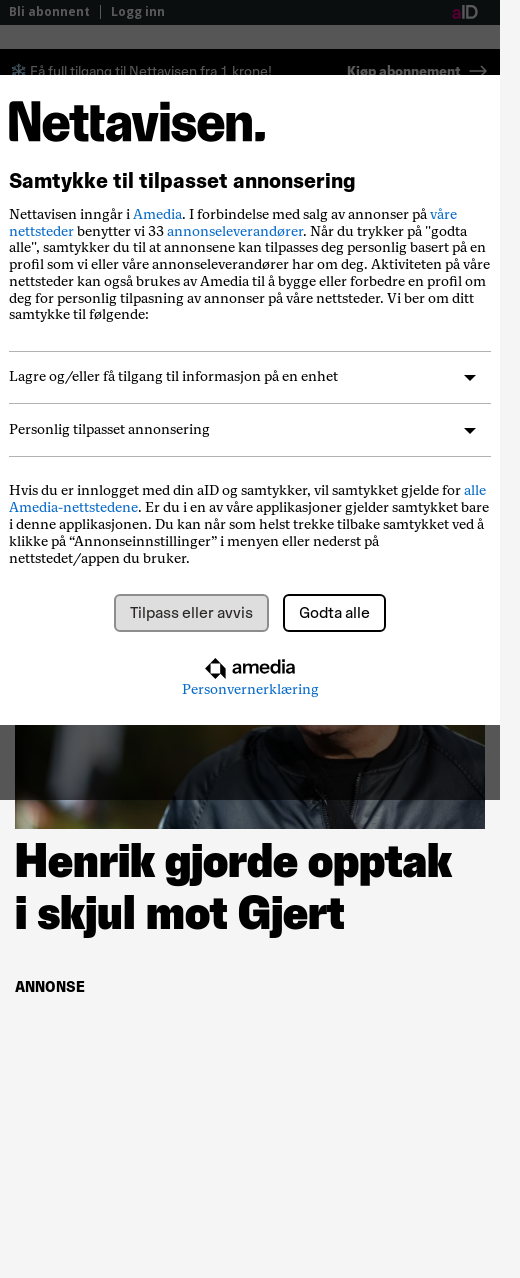 Bli abonnent | Logg inn
aID
Få full tilgang til Nettavisen fra 1 krone!
Kjøp abonnement →
Nettavisen.
Samtykke til tilpasset annonsering
Nettavisen inngår i Amedia. I forbindelse med salg av annonser på våre
nettsteder benytter vi 33 annonseleverandører. Når du trykker på "godta
alle", samtykker du til at annonsene kan tilpasses deg personlig basert på en
profil som vi eller våre annonseleverandører har om deg. Aktiviteten på våre
nettsteder kan også brukes av Amedia til å bygge eller forbedre en profil om
deg for personlig tilpasning av annonser på våre nettsteder. Vi ber om ditt
samtykke til følgende:
Lagre og/eller få tilgang til informasjon på en enhet
Personlig tilpasset annonsering
Hvis du er innlogget med din aID og samtykker, vil samtykket gjelde for alle
Amedia-nettstedene. Er du i en av våre applikasjoner gjelder samtykket bare
i denne applikasjonen. Du kan når som helst trekke tilbake samtykket ved å
klikke på “Annonseinnstillinger” i menyen eller nederst på
nettstedet/appen du bruker.
Tilpass eller avvis
Godta alle
amedia
Personvernerklæring
Henrik gjorde opptak
i skjul mot Gjert
ANNONSE